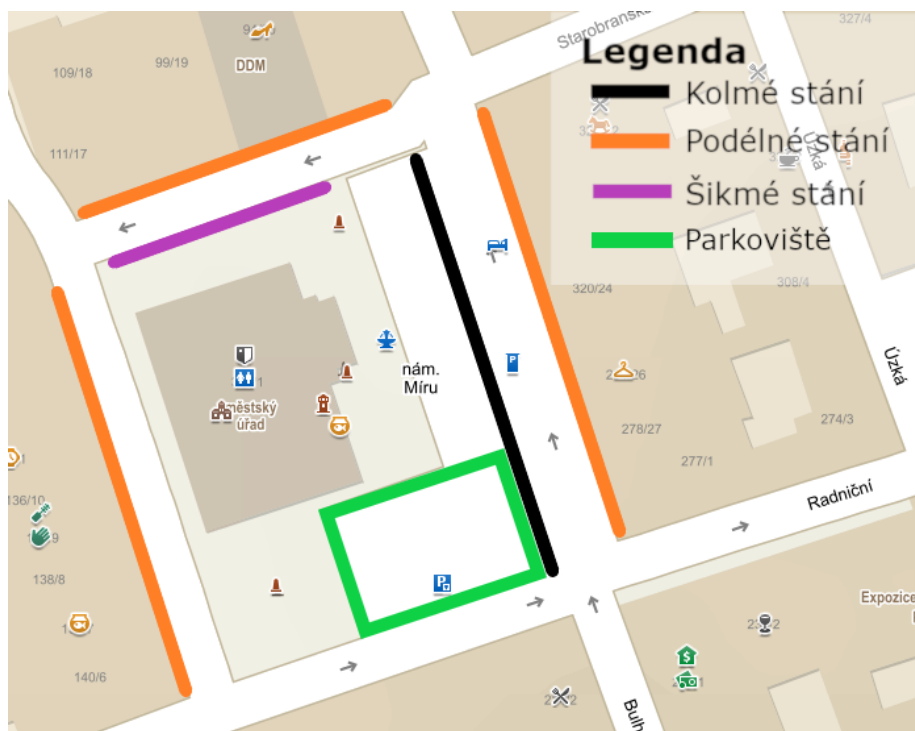 Legenda
Kolmé stání
Podélné stání
Šikmé stání
Parkoviště
Starobranská
327/4
99/19
DDM
109/18
111/17
Úzká
308/4
320/24
nám.
Míru
městský
úřad
Úzká
278/27
274/3
277/1
Radniční
136/10
138/8
140/6
Expozice